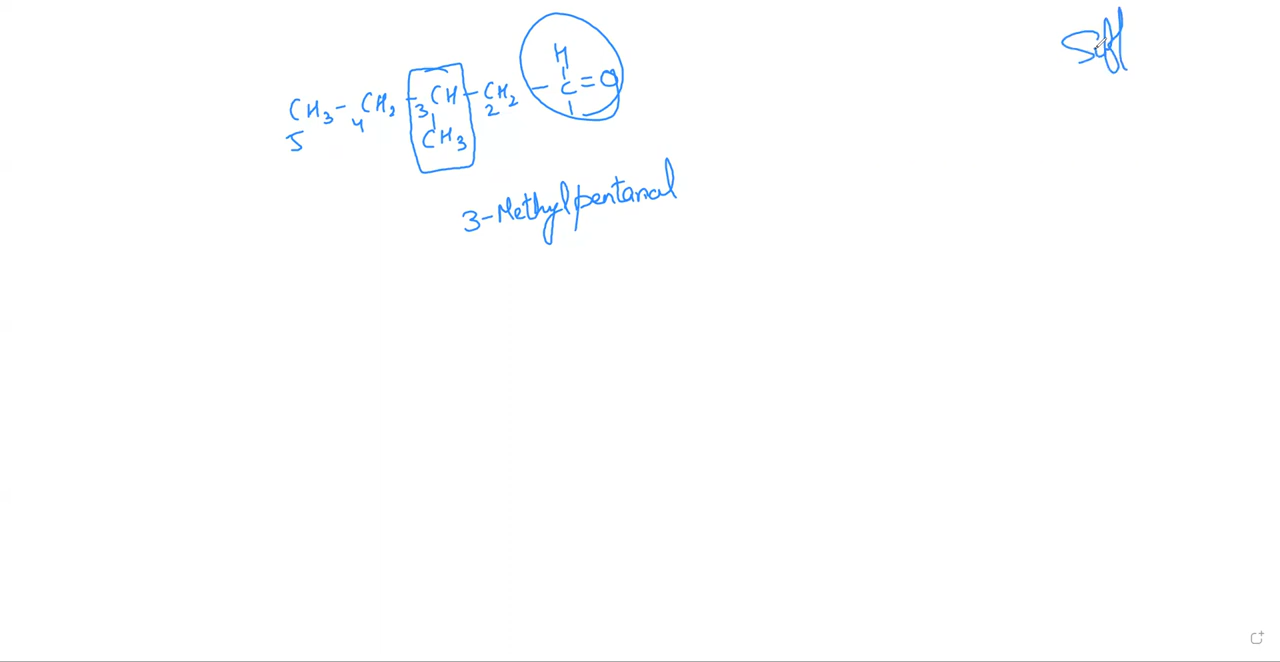 H
CH3 - CH2 - CH - CH2 - C = O
5 4 3 2
CH3
3-Methylpentanal